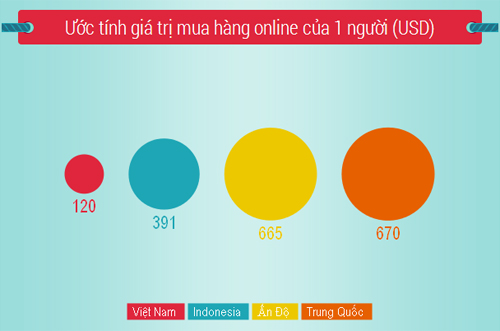 Ước tính giá trị mua hàng online của 1 người (USD)
120
391
665
670
Việt Nam
Indonesia
Ấn Độ
Trung Quốc